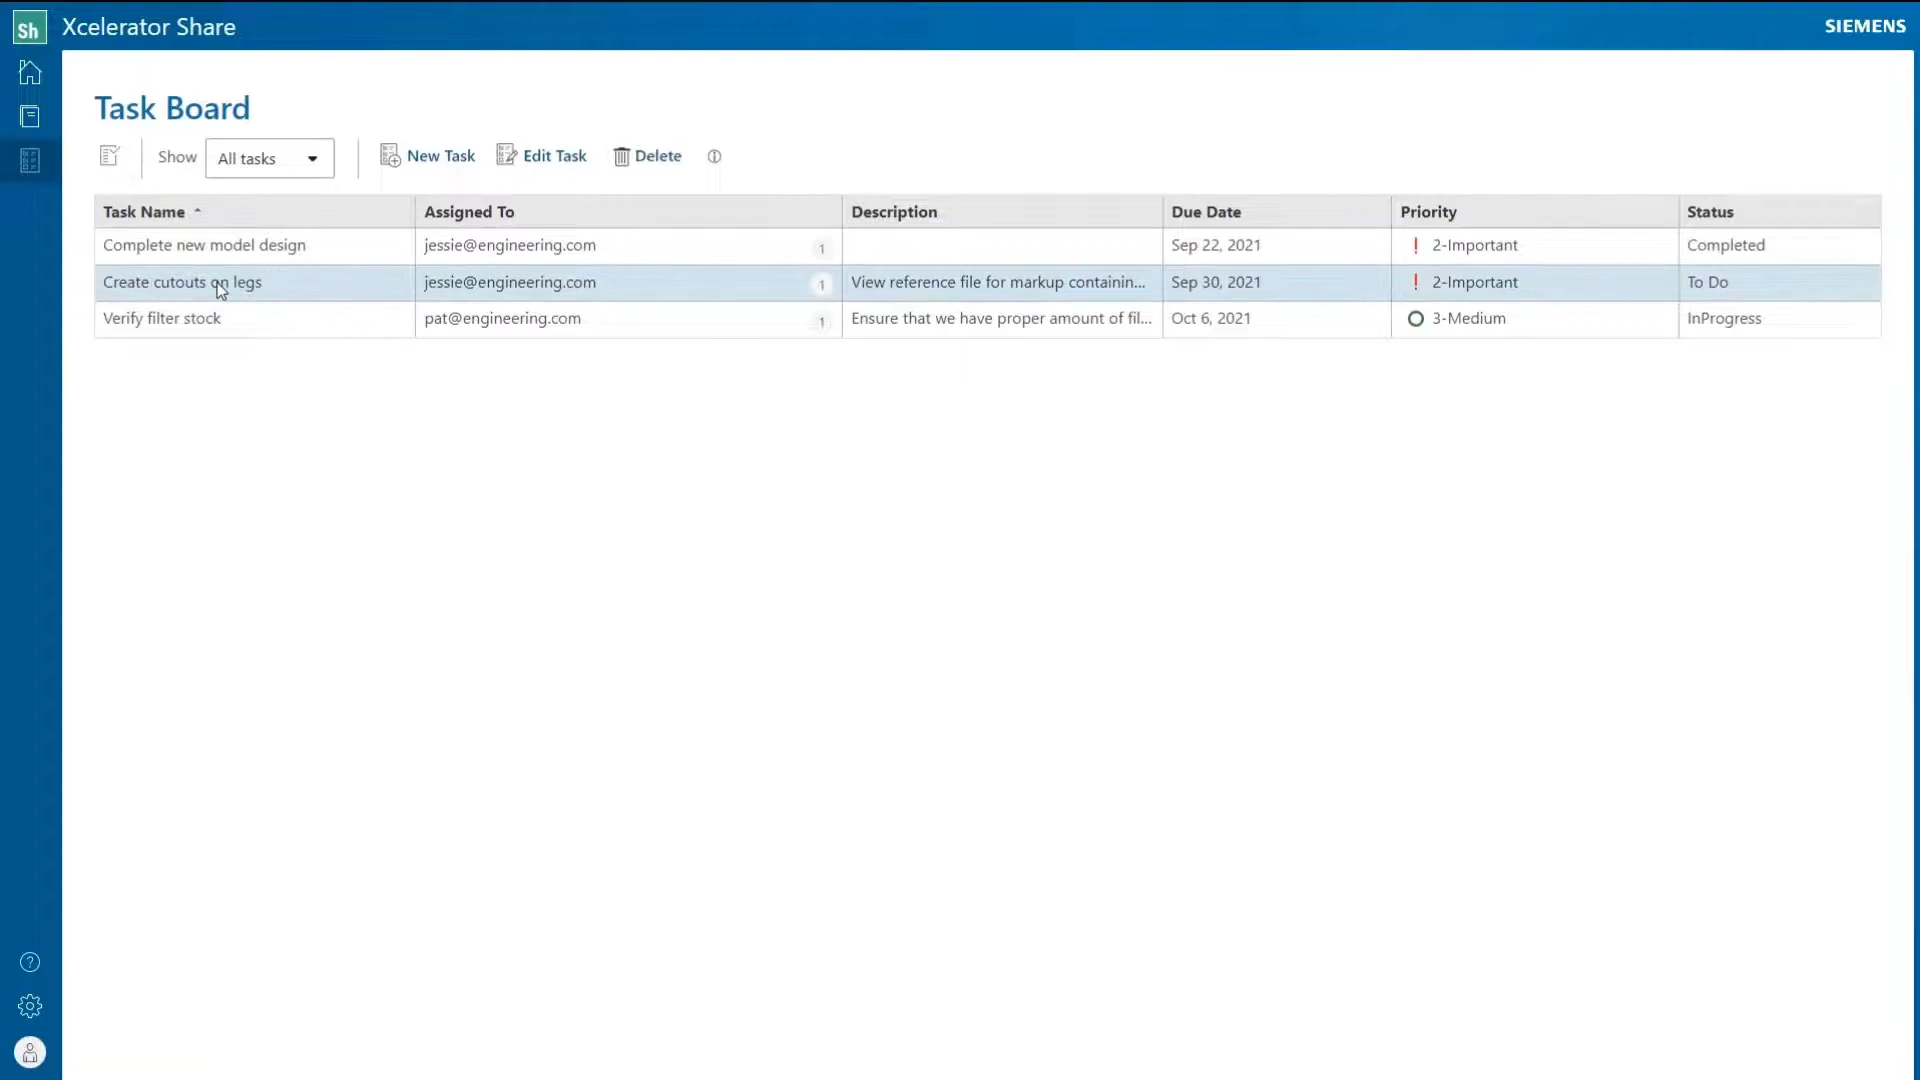 Sh Xcelerator Share SIEMENS
Task Board
Show All tasks New Task Edit Task Delete
Task Name Assigned To Description Due Date Priority Status
Complete new model design jessie@engineering.com 1 Sep 22, 2021 ! 2-Important Completed
Create cutouts on legs jessie@engineering.com 1 View reference file for markup containin... Sep 30, 2021 ! 2-Important To Do
Verify filter stock pat@engineering.com 1 Ensure that we have proper amount of fil... Oct 6, 2021 3-Medium InProgress
?